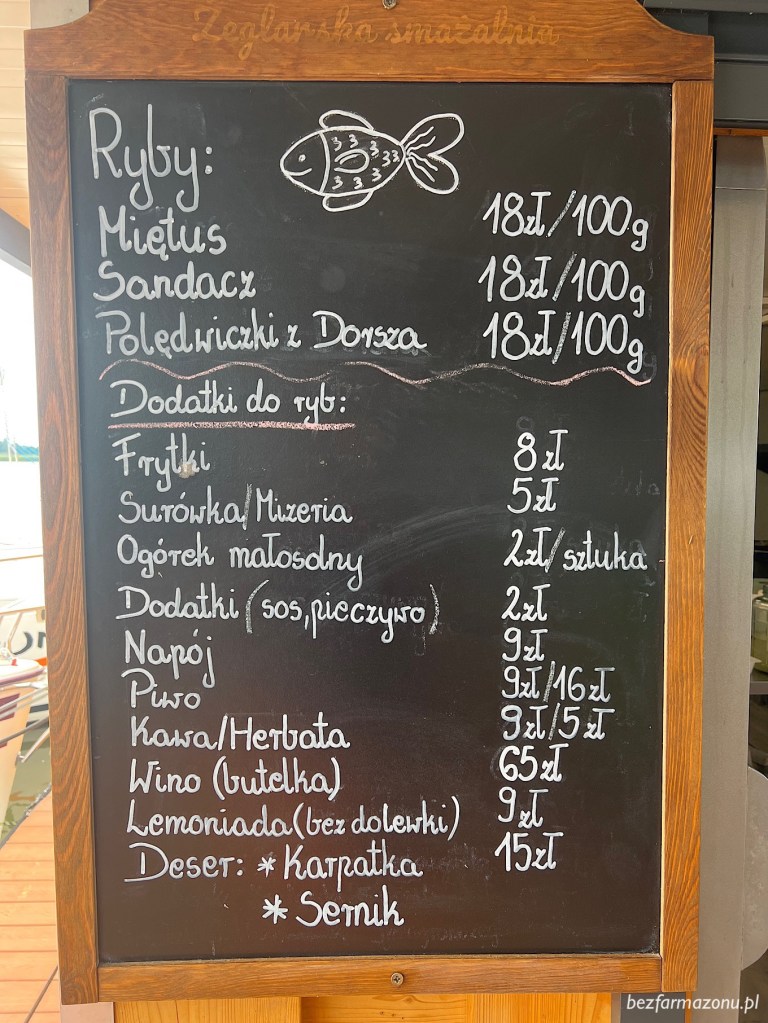 Żeglarska smażalnia
Ryby:
Miętus 18zł/100g
Sandacz 18zł/100g
Polędwiczki z Dorsza 18zł/100g
Dodatki do ryb:
Frytki 8zł
Surówka/Mizeria 5zł
Ogórek małosolny 2zł/sztuka
Dodatki (sos,pieczywo) 2zł
Napój 9zł
Piwo 9zł/16zł
Kawa/Herbata 9zł/5zł
Wino (butelka) 65zł
Lemoniada (bez dolewki) 9zł
Deser: * Karpatka 15zł
* Sernik
bezfarmazonu.pl